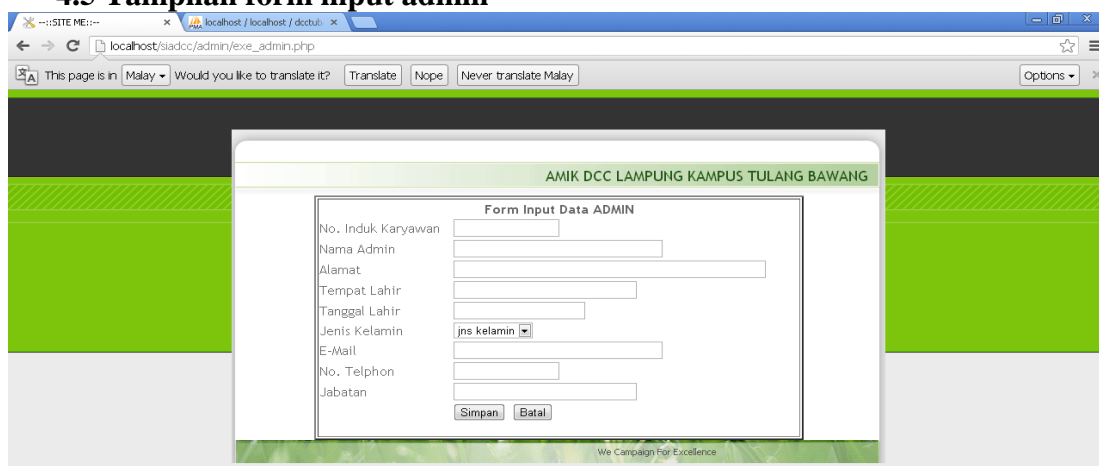 4.5 Tampilan form input admin
--::SITE ME::-- localhost / localhost / dcctub
localhost/siadcc/admin/exe_admin.php
This page is in Malay Would you like to translate it? Translate Nope Never translate Malay Options
AMIK DCC LAMPUNG KAMPUS TULANG BAWANG
Form Input Data ADMIN
No. Induk Karyawan
Nama Admin
Alamat
Tempat Lahir
Tanggal Lahir
Jenis Kelamin jns kelamin
E-Mail
No. Telphon
Jabatan
Simpan Batal
We Campaign For Excellence